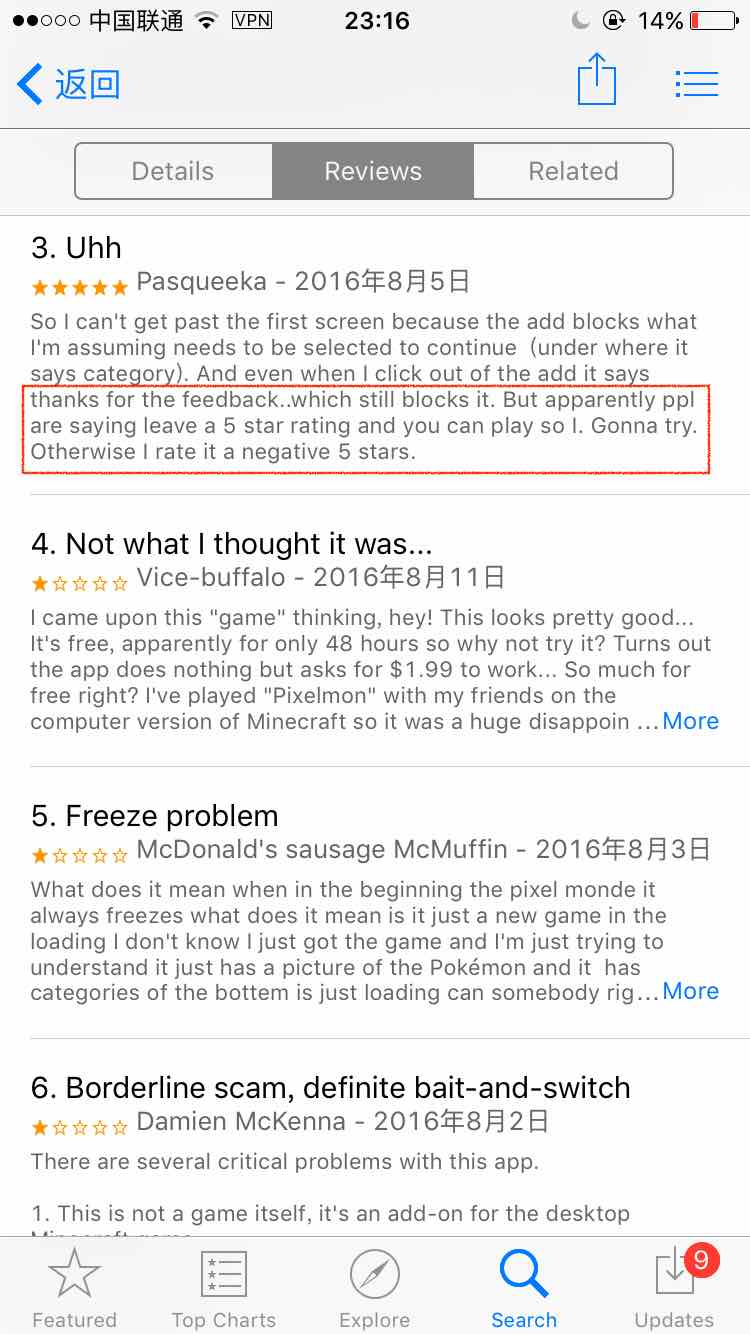 中国联通 VPN 23:16 14%
返回
Details Reviews Related
3. Uhh
Pasqueeka - 2016年8月5日
So I can't get past the first screen because the add blocks what
I'm assuming needs to be selected to continue (under where it
says category). And even when I click out of the add it says
thanks for the feedback..which still blocks it. But apparently ppl
are saying leave a 5 star rating and you can play so I. Gonna try.
Otherwise I rate it a negative 5 stars.
4. Not what I thought it was...
Vice-buffalo - 2016年8月11日
I came upon this "game" thinking, hey! This looks pretty good...
It's free, apparently for only 48 hours so why not try it? Turns out
the app does nothing but asks for $1.99 to work... So much for
free right? I've played "Pixelmon" with my friends on the
computer version of Minecraft so it was a huge disappoin ...More
5. Freeze problem
McDonald's sausage McMuffin - 2016年8月3日
What does it mean when in the beginning the pixel monde it
always freezes what does it mean is it just a new game in the
loading I don't know I just got the game and I'm just trying to
understand it just has a picture of the Pokémon and it  has
categories of the bottem is just loading can somebody rig...More
6. Borderline scam, definite bait-and-switch
Damien McKenna - 2016年8月2日
There are several critical problems with this app.
1. This is not a game itself, it's an add-on for the desktop
9
Featured Top Charts Explore Search Updates